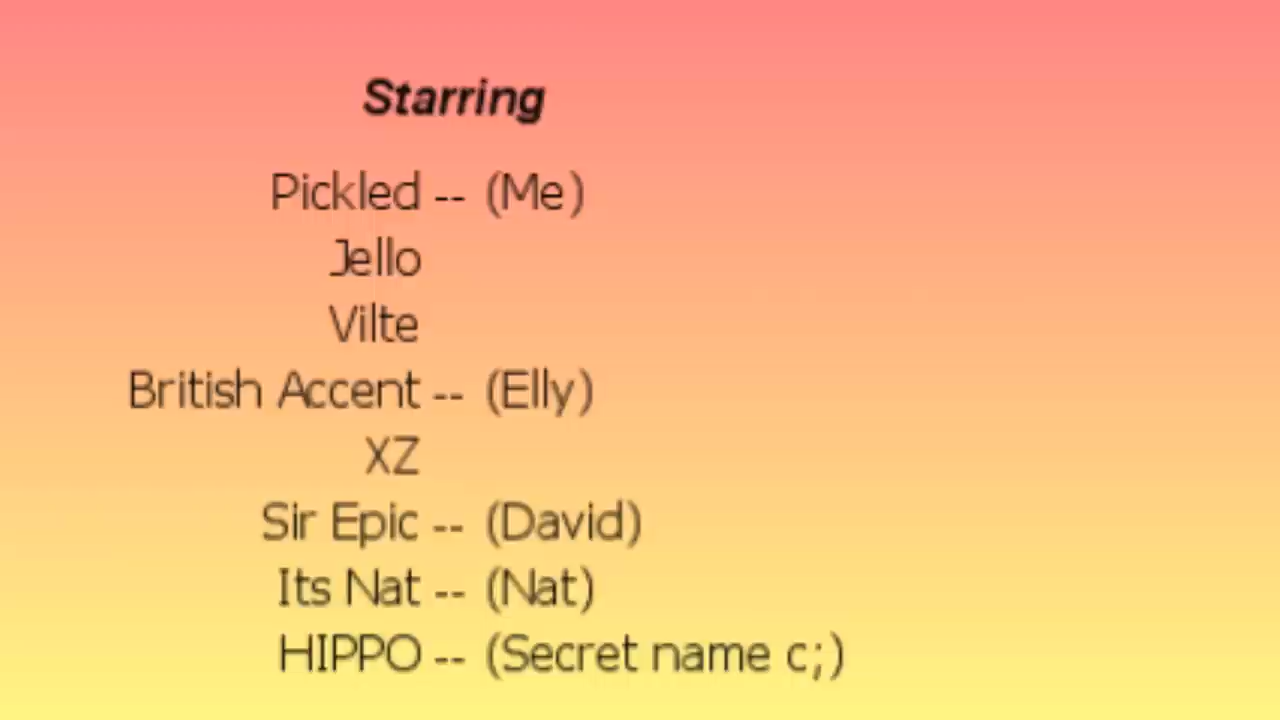 Starring
Pickled -- (Me)
Jello
Vilte
British Accent -- (Elly)
XZ
Sir Epic -- (David)
Its Nat -- (Nat)
HIPPO -- (Secret name c;)